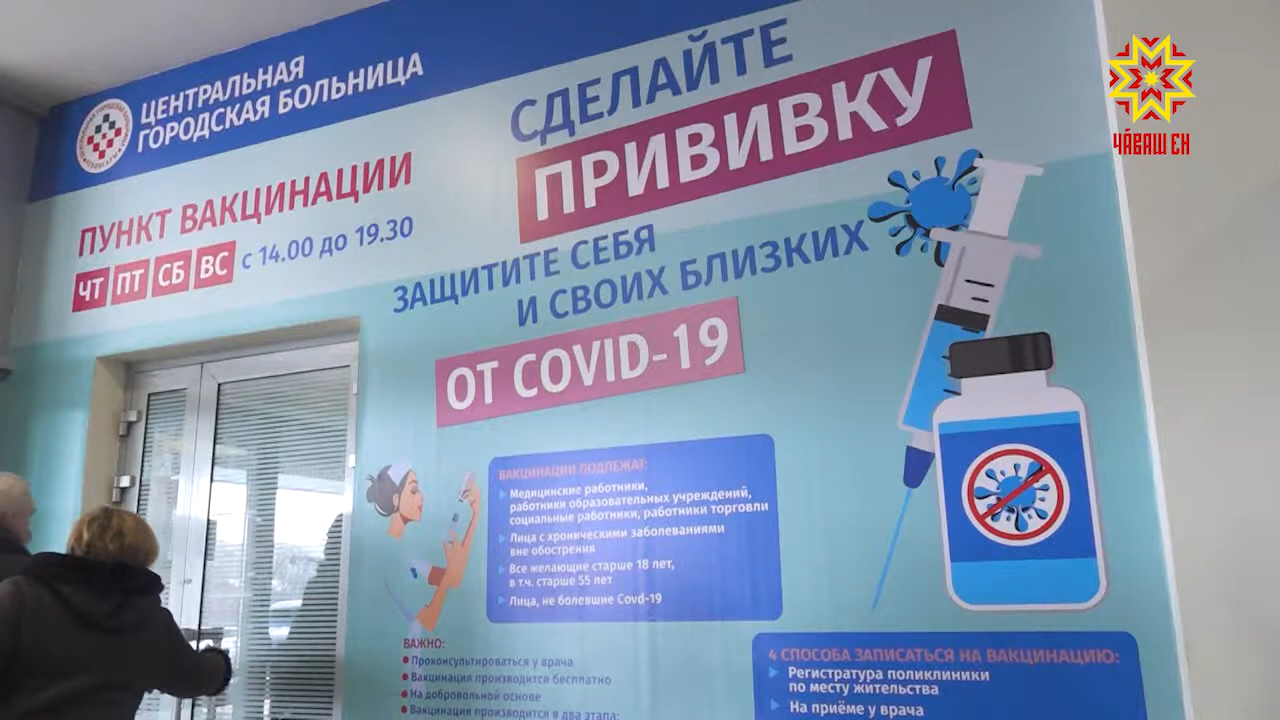 ЦЕНТРАЛЬНАЯ
ГОРОДСКАЯ БОЛЬНИЦА
ПУНКТ ВАКЦИНАЦИИ
ЧТ ПТ СБ ВС с 14.00 до 19.30
СДЕЛАЙТЕ
ПРИВИВКУ
ЗАЩИТИТЕ СЕБЯ
И СВОИХ БЛИЗКИХ
ОТ COVID-19
ВАКЦИНАЦИИ ПОДЛЕЖАТ:
Медицинские работники,
работники образовательных учреждений,
социальные работники, работники торговли
Лица с хроническими заболеваниями
вне обострения
Все желающие старше 18 лет,
в т.ч. старше 55 лет
Лица, не болевшие Covd-19
ВАЖНО:
Проконсультироваться у врача
Вакцинация производится бесплатно
На добровольной основе
Вакцинация производится в два этапа:
4 СПОСОБА ЗАПИСАТЬСЯ НА ВАКЦИНАЦИЮ:
Регистратура поликлиники
по месту жительства
На приёме у врача
ЧӐВАШ ЕН